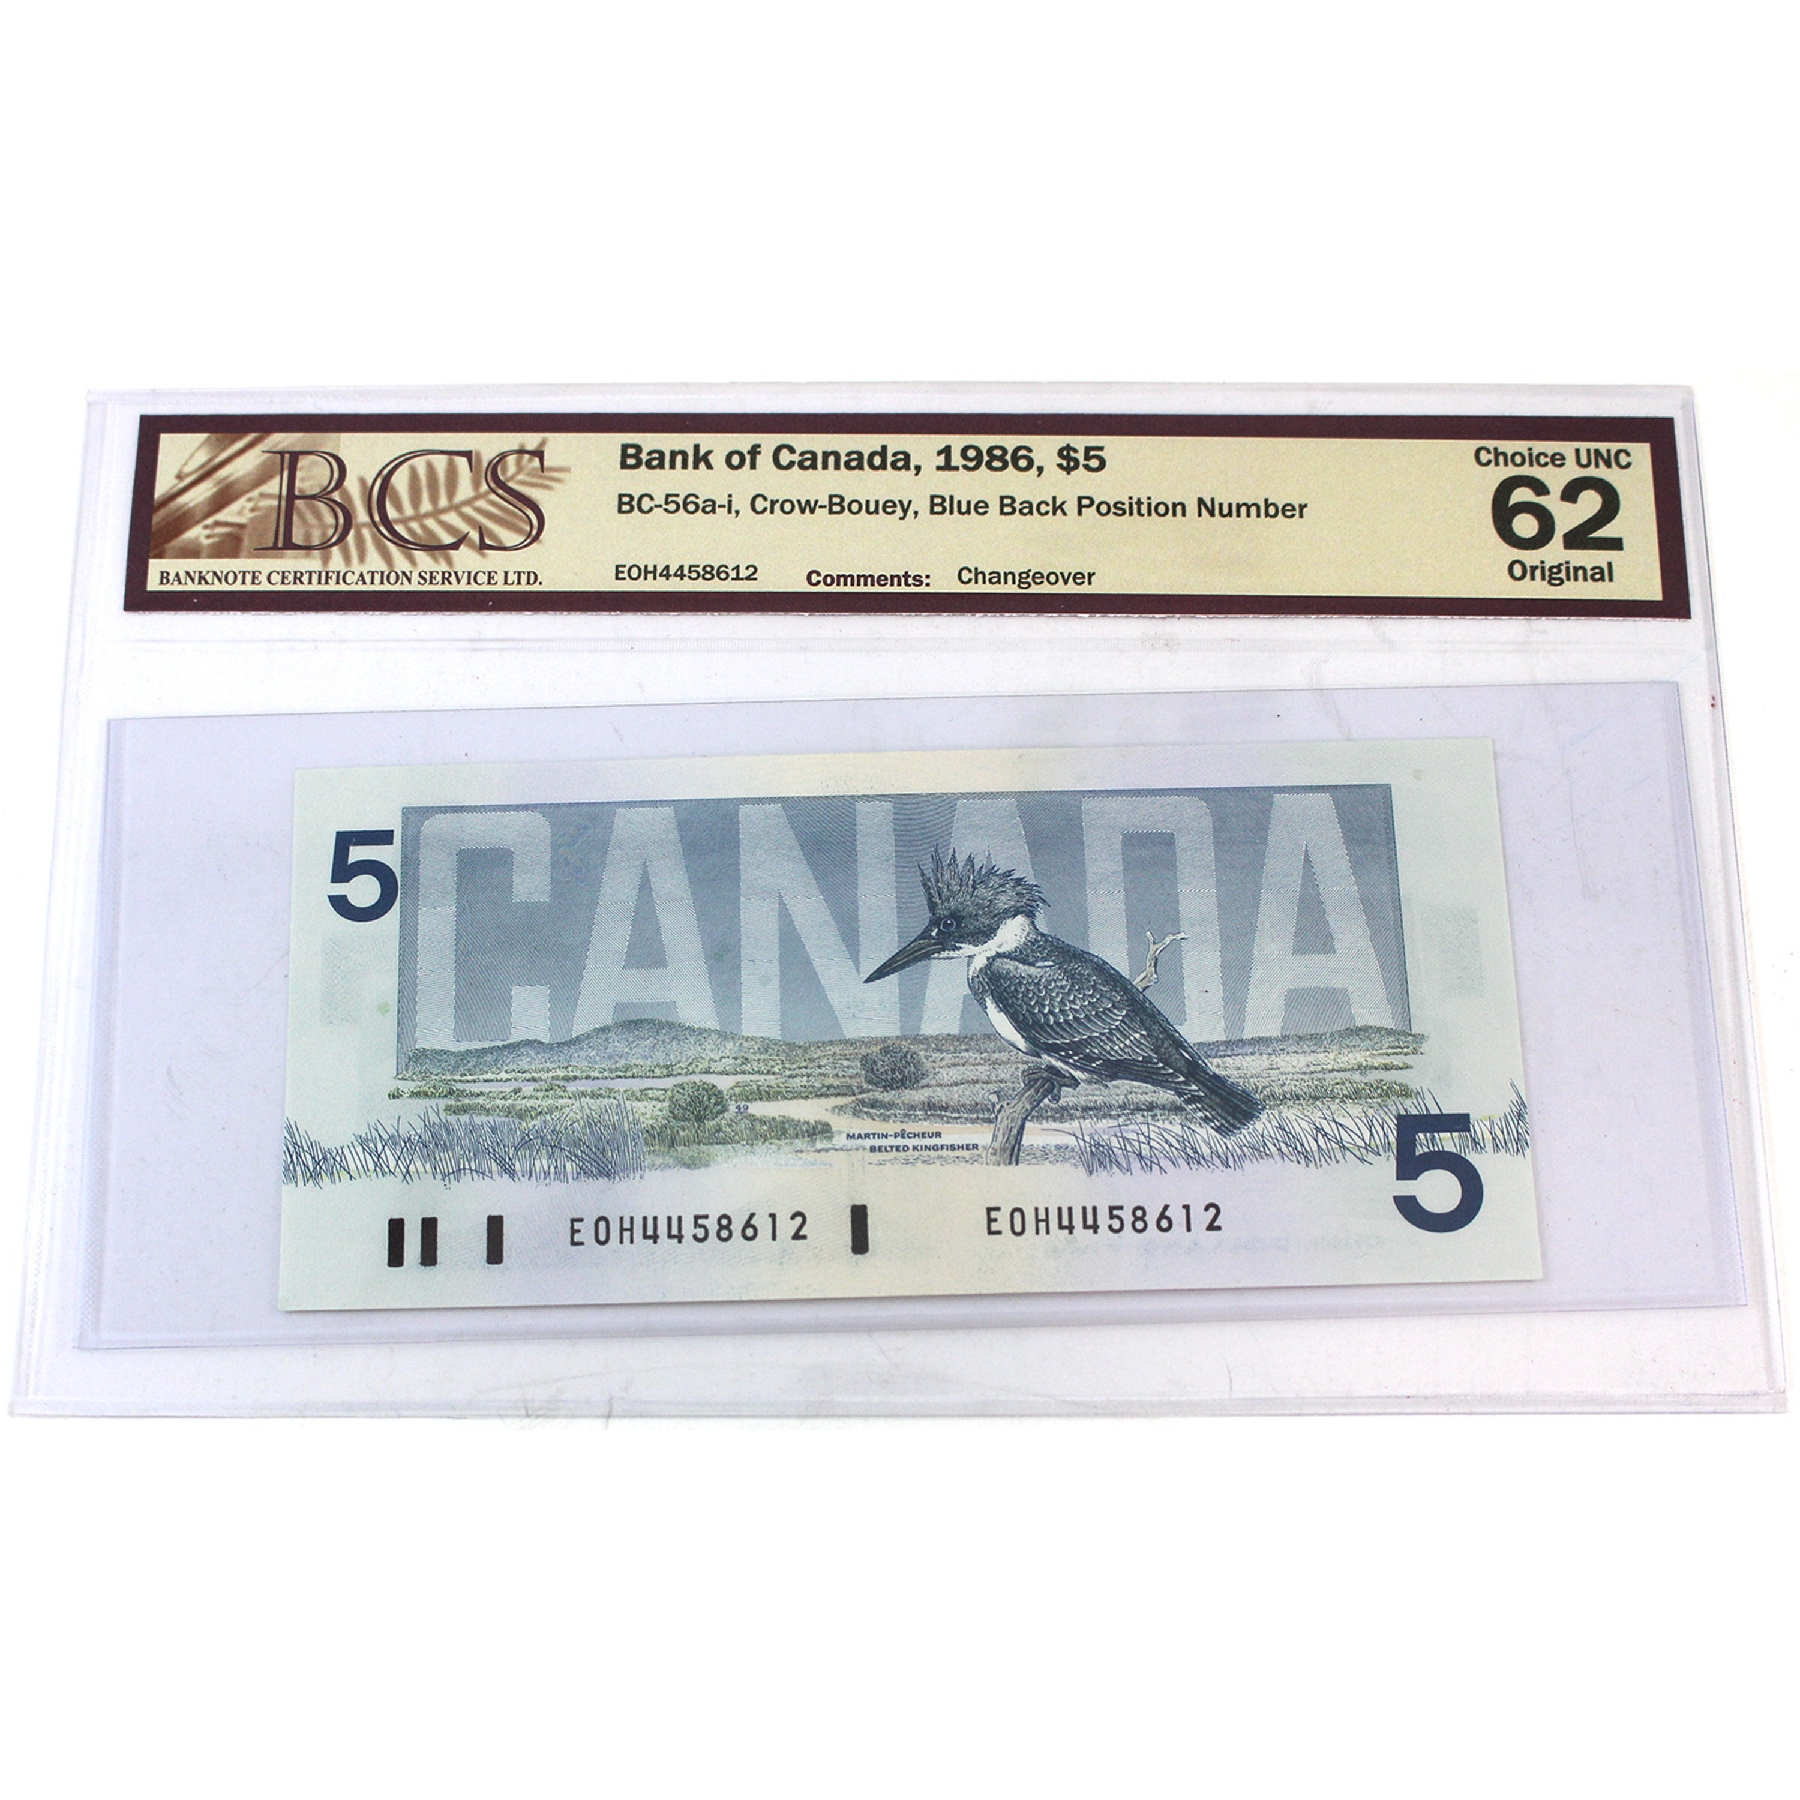 BCS
BANKNOTE CERTIFICATION SERVICE LTD.
Bank of Canada, 1986, $5
BC-56a-i, Crow-Bouey, Blue Back Position Number
EOH4458612 Comments: Changeover
Choice UNC
62
Original
5
CANADA
MARTIN-PÊCHEUR
BELTED KINGFISHER
5
EOH4458612 EOH4458612